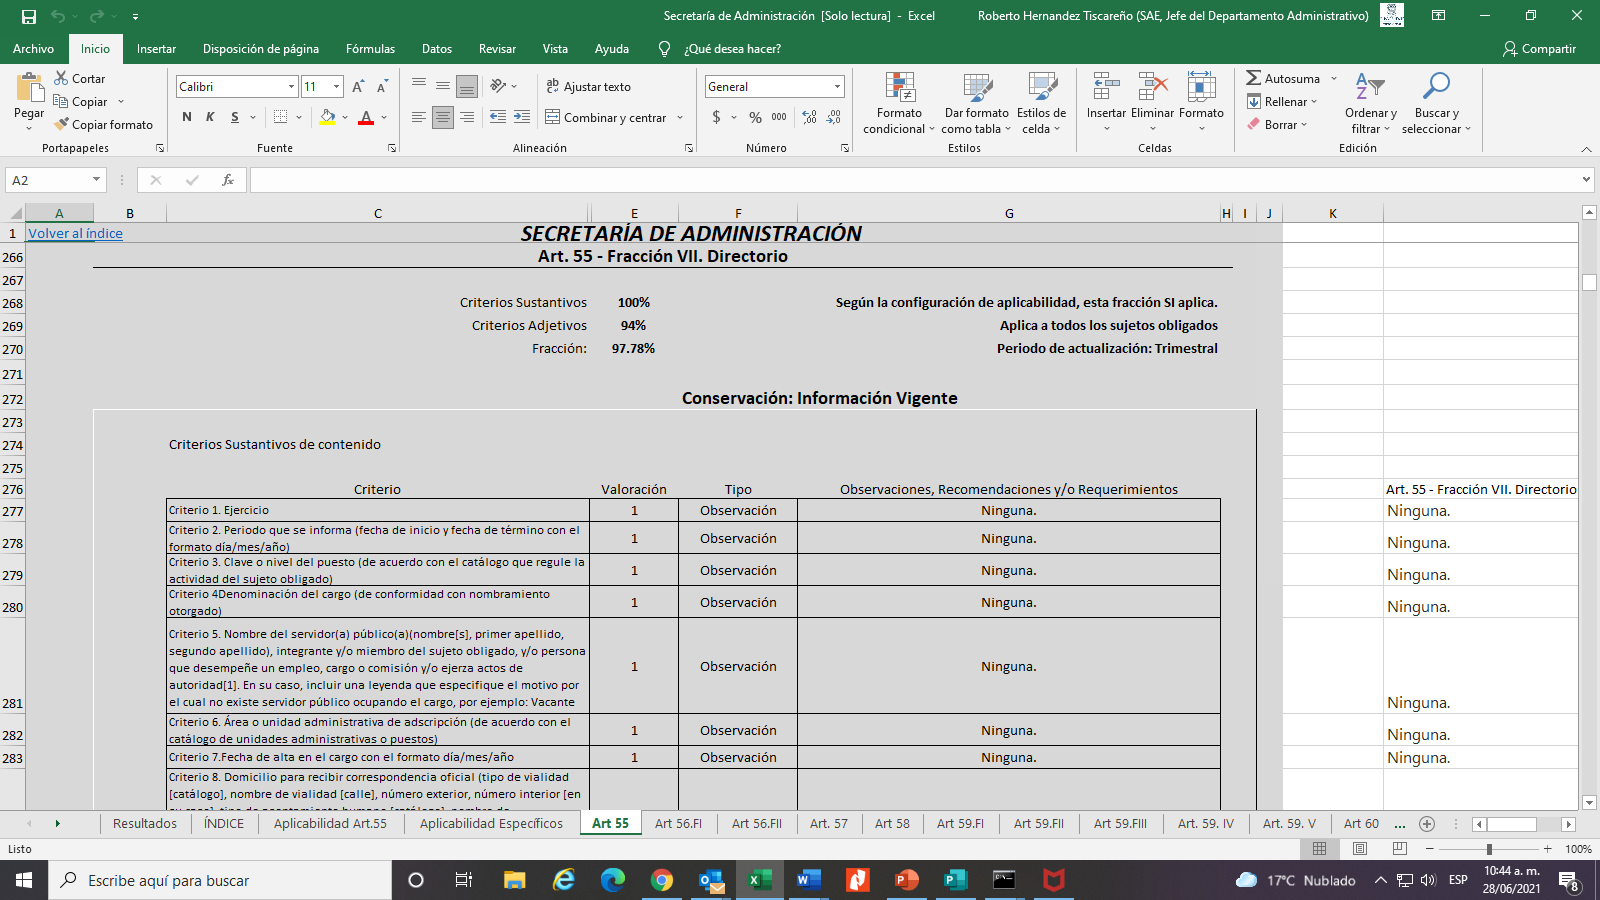 Secretaría de Administración [Solo lectura] - Excel
Roberto Hernandez Tiscareño (SAE, Jefe del Departamento Administrativo)
Archivo Inicio Insertar Disposición de página Fórmulas Datos Revisar Vista Ayuda ¿Qué desea hacer? Compartir
Pegar
Cortar
Copiar
Copiar formato
Portapapeles
Calibri 11
N K S
Fuente
Ajustar texto
Combinar y centrar
Alineación
General
$ % 000
Número
Formato condicional
Dar formato como tabla
Estilos de celda
Estilos
Insertar Eliminar Formato
Celdas
Autosuma
Rellenar
Borrar
Ordenar y filtrar
Buscar y seleccionar
Edición
A2
fx
A B C E F G H I J K
1 Volver al índice SECRETARÍA DE ADMINISTRACIÓN
266 Art. 55 - Fracción VII. Directorio
267
268 Criterios Sustantivos 100% Según la configuración de aplicabilidad, esta fracción SI aplica.
269 Criterios Adjetivos 94% Aplica a todos los sujetos obligados
270 Fracción: 97.78% Periodo de actualización: Trimestral
271
272 Conservación: Información Vigente
273
274 Criterios Sustantivos de contenido
275
276 Criterio Valoración Tipo Observaciones, Recomendaciones y/o Requerimientos Art. 55 - Fracción VII. Directorio
277 Criterio 1. Ejercicio 1 Observación Ninguna. Ninguna.
Criterio 2. Periodo que se informa (fecha de inicio y fecha de término con el
278 formato día/mes/año) 1 Observación Ninguna. Ninguna.
Criterio 3. Clave o nivel del puesto (de acuerdo con el catálogo que regule la
279 actividad del sujeto obligado) 1 Observación Ninguna. Ninguna.
Criterio 4Denominación del cargo (de conformidad con nombramiento
280 otorgado) 1 Observación Ninguna. Ninguna.
Criterio 5. Nombre del servidor(a) público(a)(nombre[s], primer apellido,
segundo apellido), integrante y/o miembro del sujeto obligado, y/o persona
que desempeñe un empleo, cargo o comisión y/o ejerza actos de 1 Observación Ninguna.
autoridad[1]. En su caso, incluir una leyenda que especifique el motivo por
281 el cual no existe servidor público ocupando el cargo, por ejemplo: Vacante Ninguna.
Criterio 6. Área o unidad administrativa de adscripción (de acuerdo con el
282 catálogo de unidades administrativas o puestos) 1 Observación Ninguna. Ninguna.
283 Criterio 7.Fecha de alta en el cargo con el formato día/mes/año 1 Observación Ninguna. Ninguna.
Criterio 8. Domicilio para recibir correspondencia oficial (tipo de vialidad
[catálogo], nombre de vialidad [calle], número exterior, número interior [en
Resultados ÍNDICE Aplicabilidad Art.55 Aplicabilidad Específicos Art 55 Art 56.FI Art 56.FII Art. 57 Art 58 Art 59.FI Art 59.FII Art 59.FIII Art. 59. IV Art. 59. V Art 60 ...
Listo 100%
Escribe aquí para buscar
17°C Nublado ESP 10:44 a. m.
28/06/2021
8